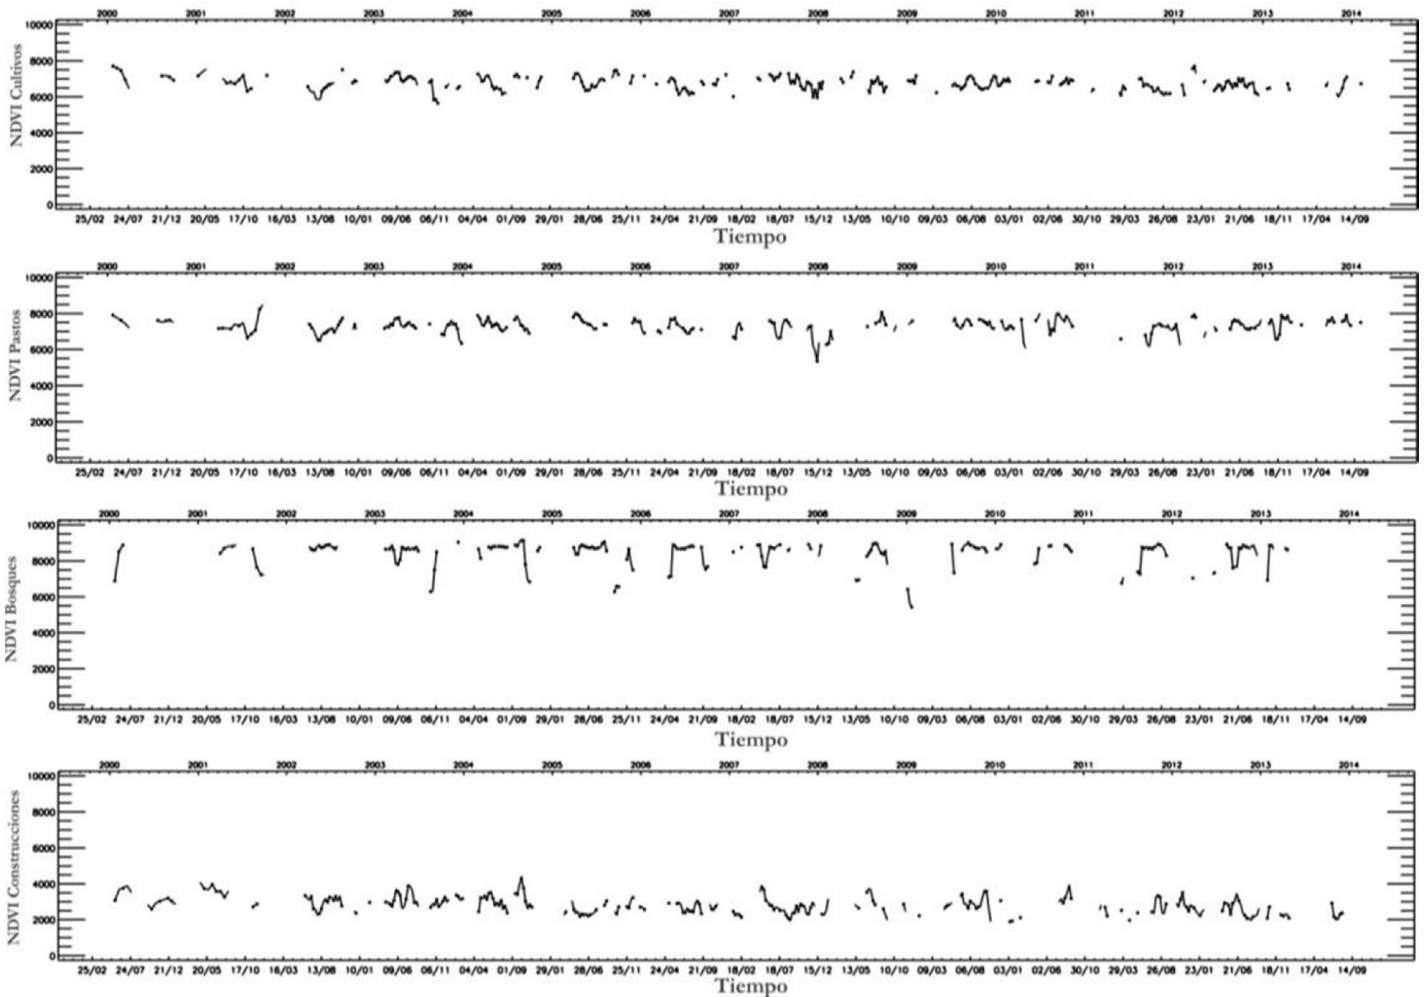 2000 2001 2002 2003 2004 2005 2006 2007 2008 2009 2010 2011 2012 2013 2014
NDVI Cultivos
10000
8000
6000
4000
2000
0
25/02 24/07 21/12 20/05 17/10 16/03 13/08 10/01 09/06 06/11 04/04 01/09 29/01 28/06 25/11 24/04 21/09 18/02 18/07 15/12 13/05 10/10 09/03 06/08 03/01 02/06 30/10 29/03 26/08 23/01 21/06 18/11 17/04 14/09
Tiempo
2000 2001 2002 2003 2004 2005 2006 2007 2008 2009 2010 2011 2012 2013 2014
NDVI Pastos
10000
8000
6000
4000
2000
0
25/02 24/07 21/12 20/05 17/10 16/03 13/08 10/01 09/06 06/11 04/04 01/09 29/01 28/06 25/11 24/04 21/09 18/02 18/07 15/12 13/05 10/10 09/03 06/08 03/01 02/06 30/10 29/03 26/08 23/01 21/06 18/11 17/04 14/09
Tiempo
2000 2001 2002 2003 2004 2005 2006 2007 2008 2009 2010 2011 2012 2013 2014
NDVI Bosques
10000
8000
6000
4000
2000
0
25/02 24/07 21/12 20/05 17/10 16/03 13/08 10/01 09/06 06/11 04/04 01/09 29/01 28/06 25/11 24/04 21/09 18/02 18/07 15/12 13/05 10/10 09/03 06/08 03/01 02/06 30/10 29/03 26/08 23/01 21/06 18/11 17/04 14/09
Tiempo
2000 2001 2002 2003 2004 2005 2006 2007 2008 2009 2010 2011 2012 2013 2014
NDVI Construcciones
10000
8000
6000
4000
2000
0
25/02 24/07 21/12 20/05 17/10 16/03 13/08 10/01 09/06 06/11 04/04 01/09 29/01 28/06 25/11 24/04 21/09 18/02 18/07 15/12 13/05 10/10 09/03 06/08 03/01 02/06 30/10 29/03 26/08 23/01 21/06 18/11 17/04 14/09
Tiempo